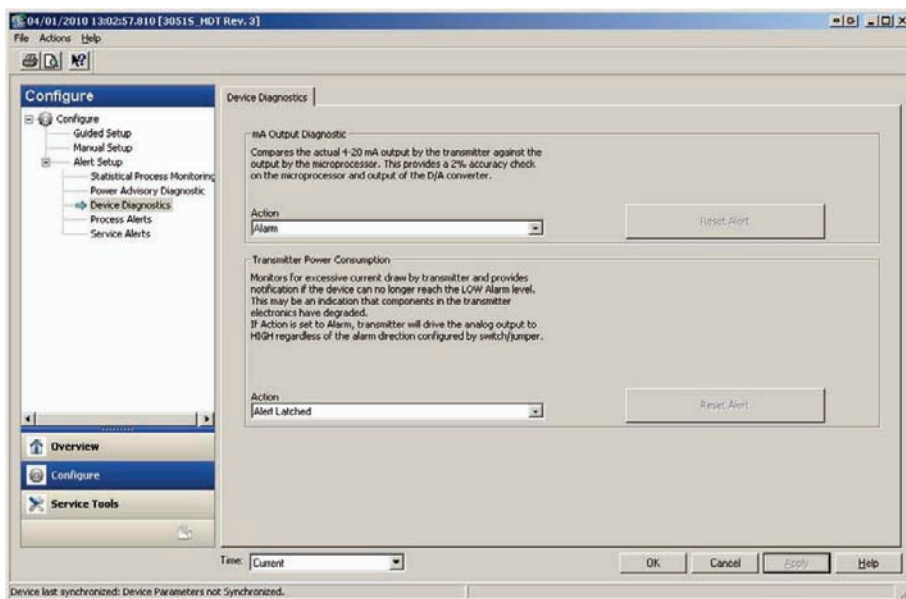 04/01/2010 13:02:57.810 [3051S_HDT Rev. 3]
File Actions Help
Configure
Configure
Guided Setup
Manual Setup
Alert Setup
Statistical Process Monitoring
Power Advisory Diagnostic
Device Diagnostics
Process Alerts
Service Alerts
Overview
Configure
Service Tools
Device Diagnostics
mA Output Diagnostic
Compares the actual 4-20 mA output by the transmitter against the
output by the microprocessor. This provides a 2% accuracy check
on the microprocessor and output of the D/A converter.
Action
Alarm
Reset Alert
Transmitter Power Consumption
Monitors for excessive current draw by transmitter and provides
notification if the device can no longer reach the LOW Alarm level.
This may be an indication that components in the transmitter
electronics have degraded.
If Action is set to Alarm, transmitter will drive the analog output to
HIGH regardless of the alarm direction configured by switch/jumper.
Action
Alert Latched
Reset Alert
Time: Current
OK Cancel Apply Help
Device last synchronized: Device Parameters not Synchronized.